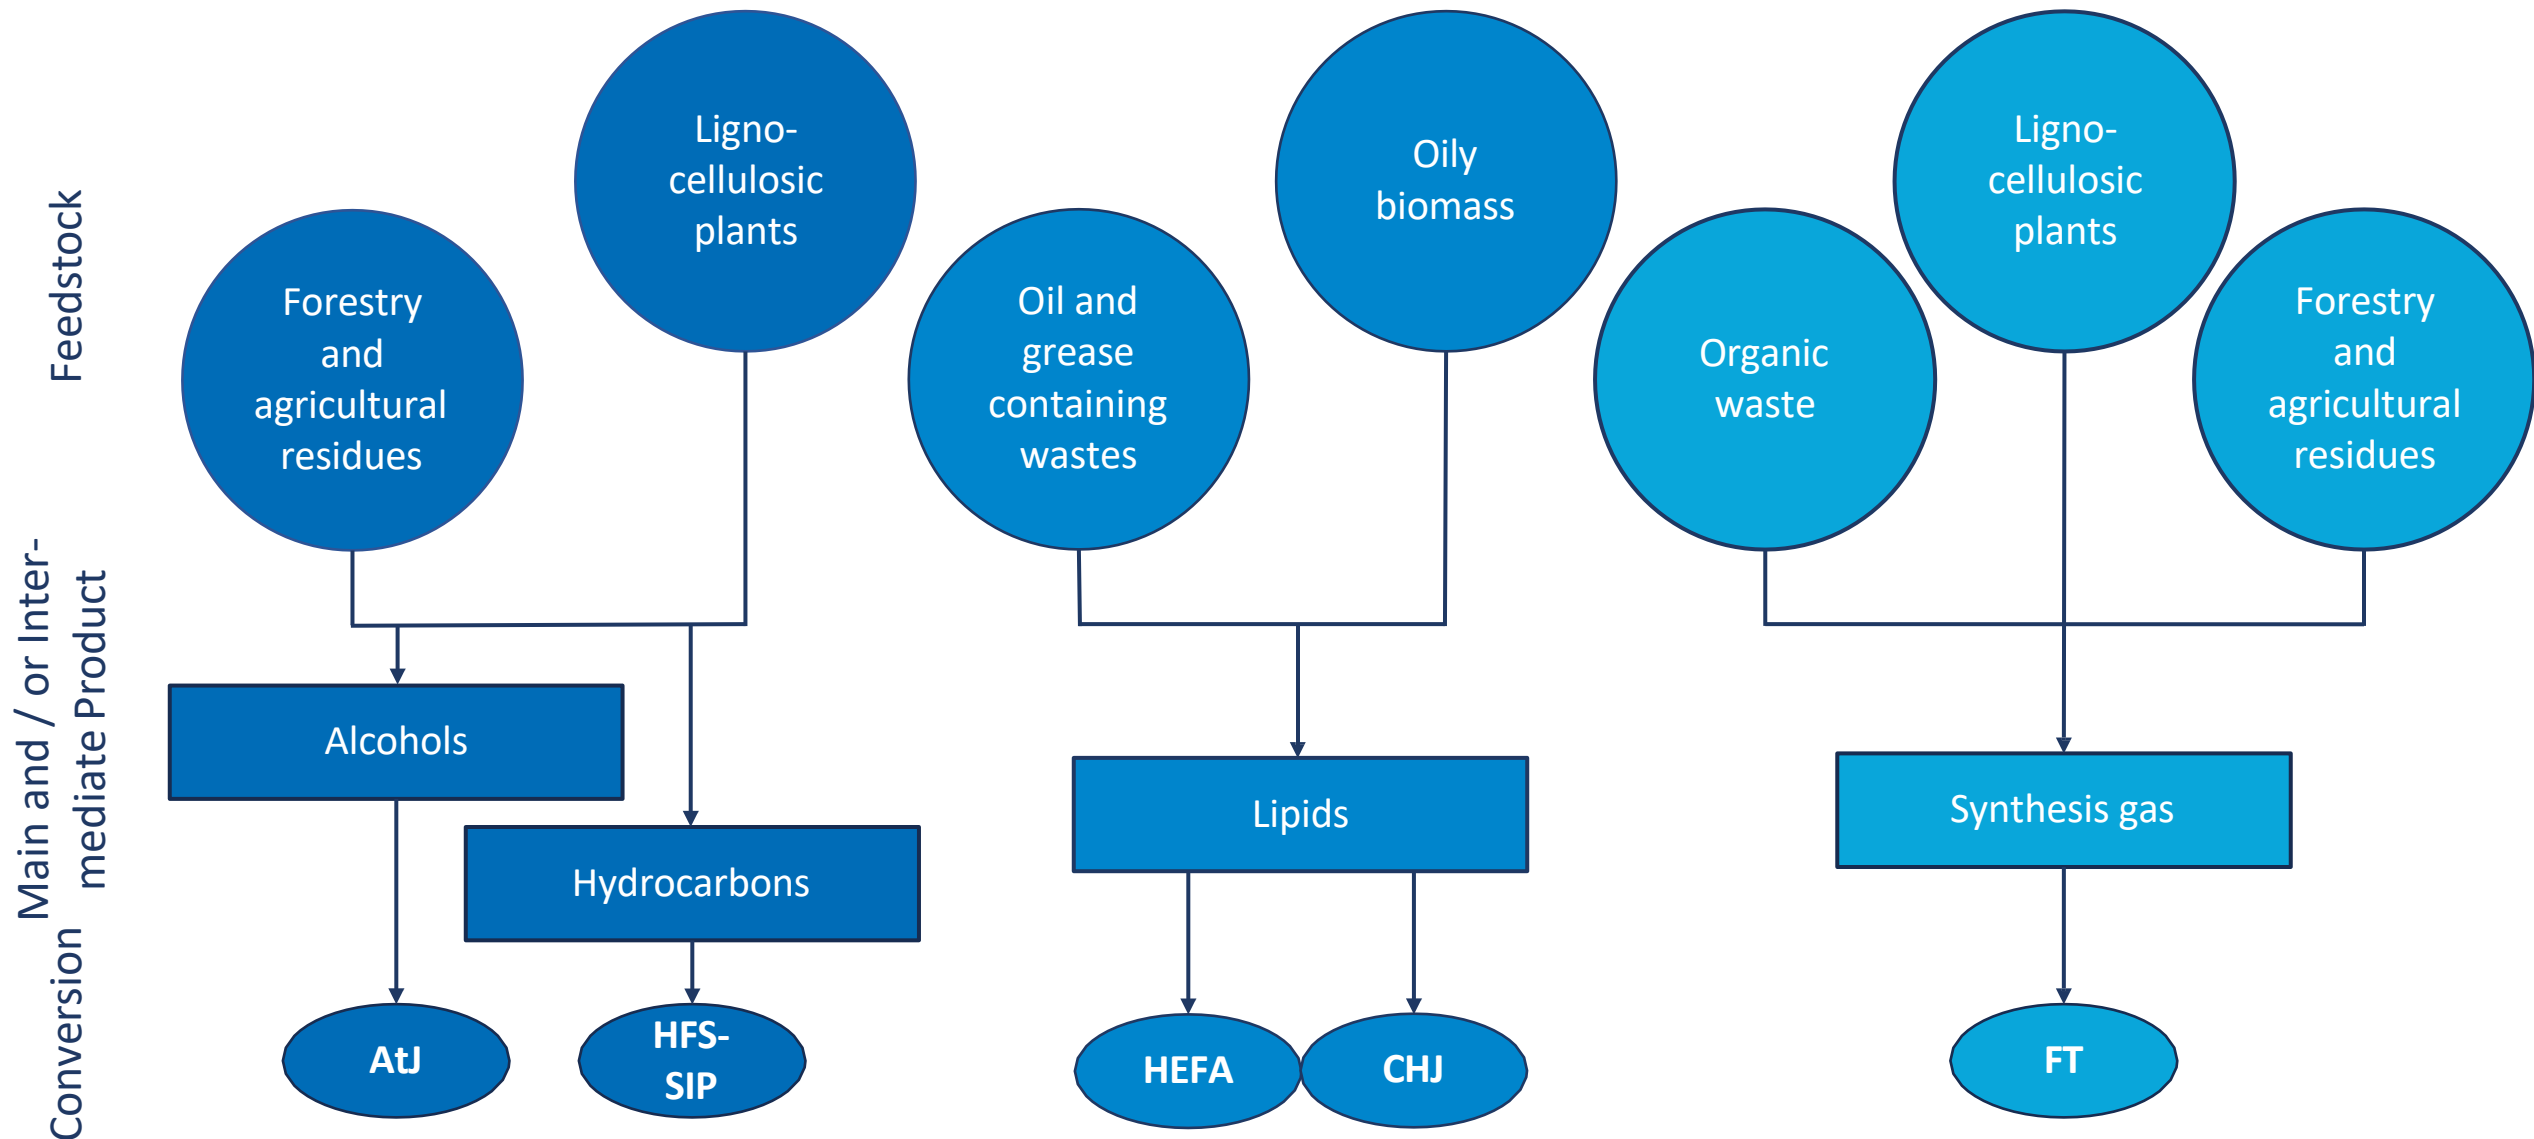 Feedstock
Ligno-
cellulosic
plants
Forestry
and
agricultural
residues
Oily
biomass
Oil and
grease
containing
wastes
Ligno-
cellulosic
plants
Organic
waste
Forestry
and
agricultural
residues
Main and / or Inter-
mediate Product
Alcohols
Hydrocarbons
Lipids
Synthesis gas
Conversion
AtJ
HFS-
SIP
HEFA
CHJ
FT